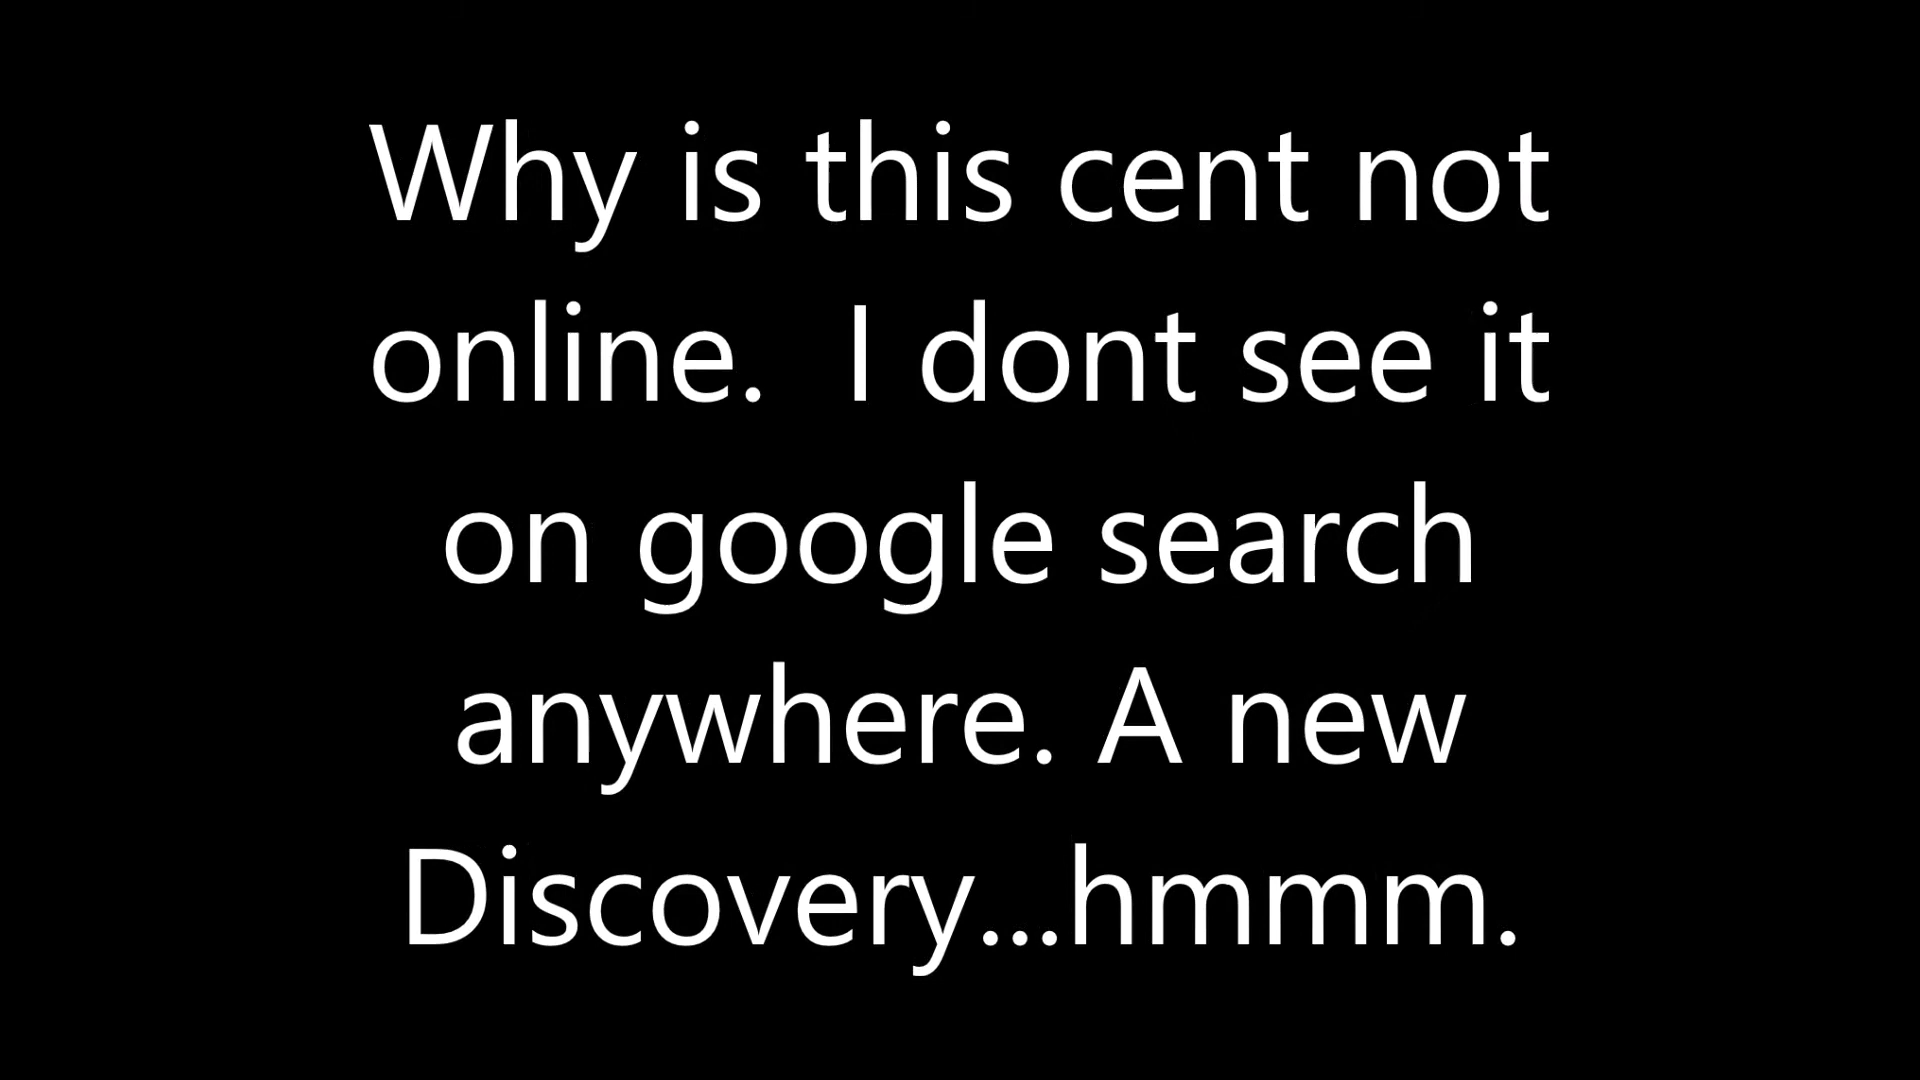 Why is this cent not
online.  I dont see it
on google search
anywhere. A new
Discovery...hmmm.